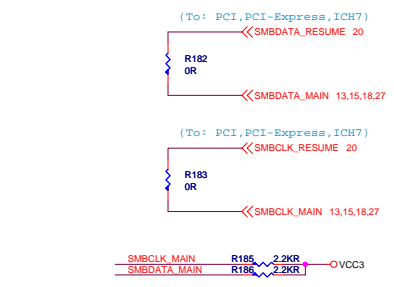 (To: PCI,PCI-Express,ICH7)
SMBDATA_RESUME 20
R182
0R
SMBDATA_MAIN 13,15,18,27
(To: PCI,PCI-Express,ICH7)
SMBCLK_RESUME 20
R183
0R
SMBCLK_MAIN 13,15,18,27
SMBCLK_MAIN R185 2.2KR
SMBDATA_MAIN R186 2.2KR
VCC3